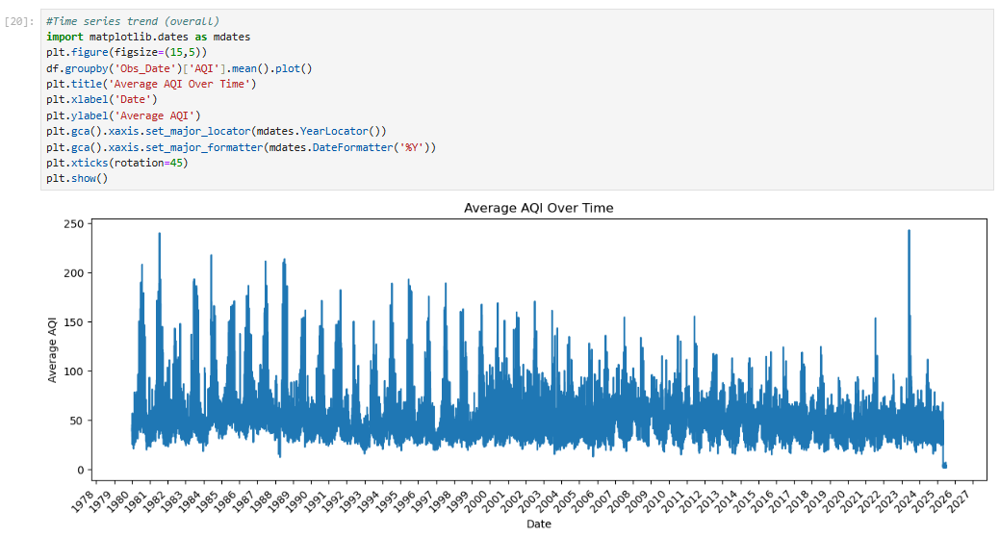 [20]: #Time series trend (overall)
import matplotlib.dates as mdates
plt.figure(figsize=(15,5))
df.groupby('Obs_Date')['AQI'].mean().plot()
plt.title('Average AQI Over Time')
plt.xlabel('Date')
plt.ylabel('Average AQI')
plt.gca().xaxis.set_major_locator(mdates.YearLocator())
plt.gca().xaxis.set_major_formatter(mdates.DateFormatter('%Y'))
plt.xticks(rotation=45)
plt.show()
Average AQI Over Time
250
200
150
100
50
0
Average AQI
1978 1979 1980 1981 1982 1983 1984 1985 1986 1987 1988 1989 1990 1991 1992 1993 1994 1995 1996 1997 1998 1999 2000 2001 2002 2003 2004 2005 2006 2007 2008 2009 2010 2011 2012 2013 2014 2015 2016 2017 2018 2019 2020 2021 2022 2023 2024 2025 2026 2027
Date